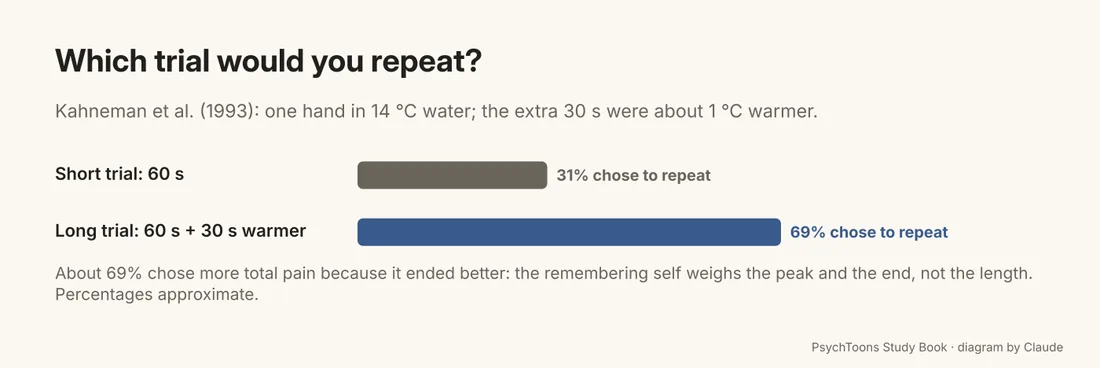 Which trial would you repeat?
Kahneman et al. (1993): one hand in 14 °C water; the extra 30 s were about 1 °C warmer.
Short trial: 60 s
31% chose to repeat
Long trial: 60 s + 30 s warmer
69% chose to repeat
About 69% chose more total pain because it ended better: the remembering self weighs the peak and the end, not the length.
Percentages approximate.
PsychToons Study Book · diagram by Claude